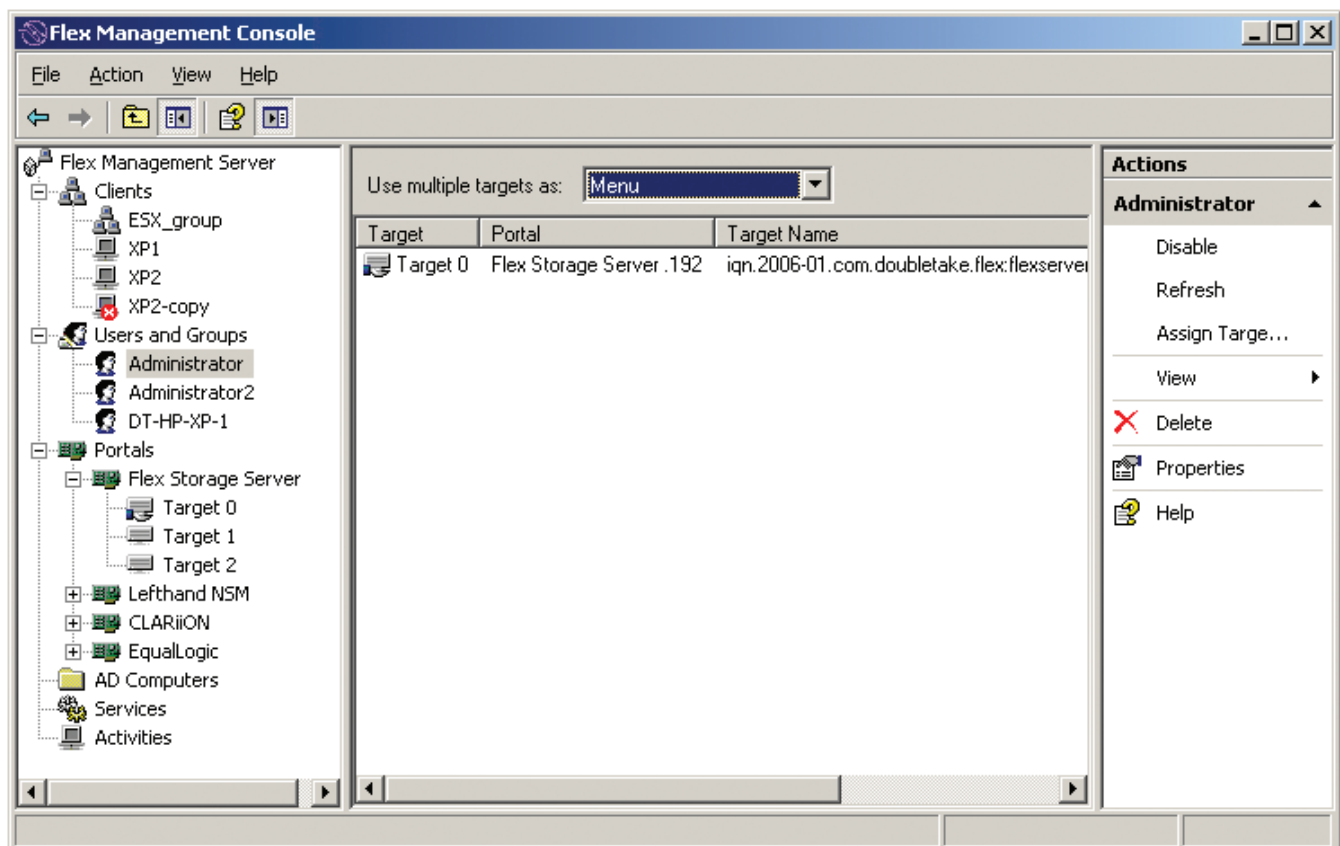 Flex Management Console
File Action View Help
Flex Management Server
Clients
ESX_group
XP1
XP2
XP2-copy
Users and Groups
Administrator
Administrator2
DT-HP-XP-1
Portals
Flex Storage Server
Target 0
Target 1
Target 2
Lefthand NSM
CLARiiON
EqualLogic
AD Computers
Services
Activities
Use multiple targets as: Menu
Target Portal Target Name
Target 0 Flex Storage Server .192 iqn.2006-01.com.doubletake.flex:flexserver
Actions
Administrator
Disable
Refresh
Assign Targe...
View
Delete
Properties
Help